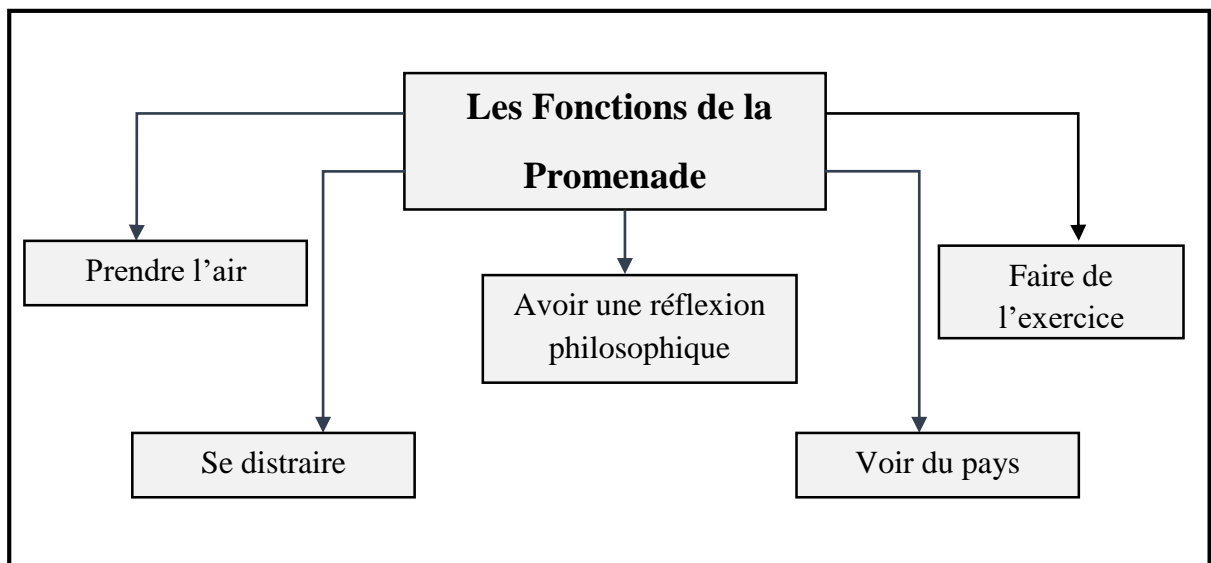 Les Fonctions de la
Promenade
Prendre l’air
Avoir une réflexion
philosophique
Faire de
l’exercice
Se distraire
Voir du pays